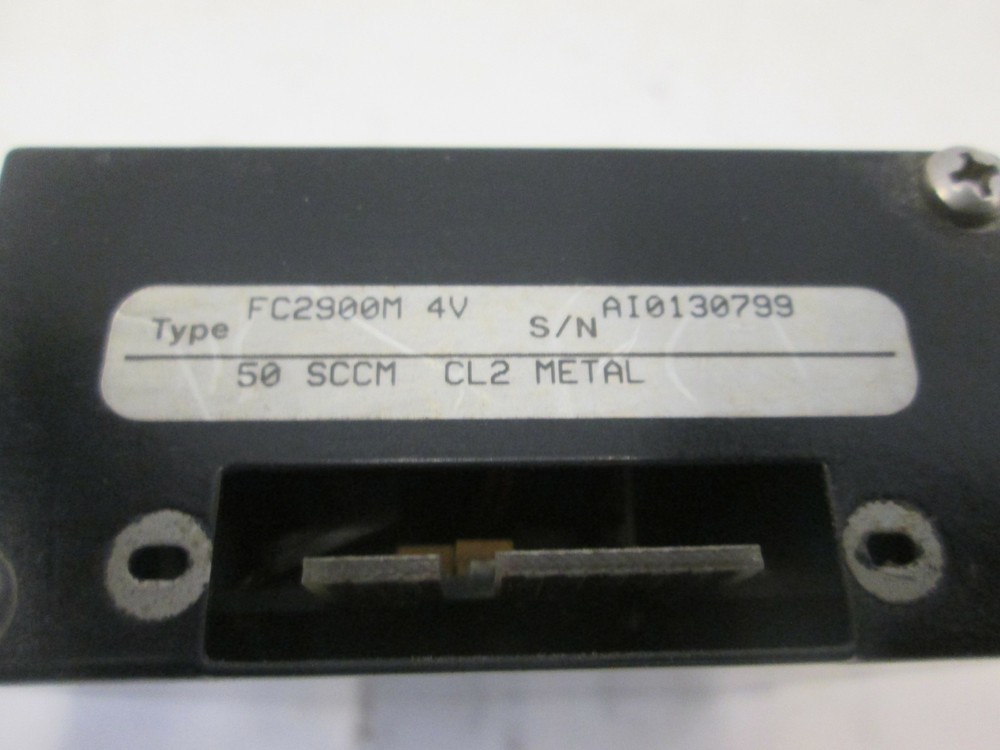 Type FC2900M 4V S/N AI0130799
50 SCCM CL2 METAL